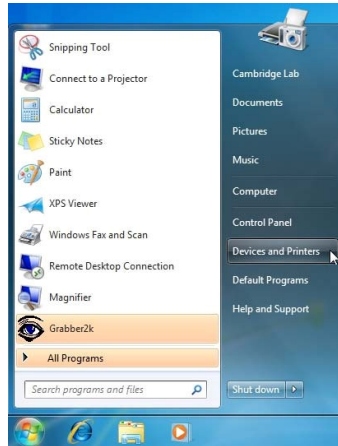 Snipping Tool
Connect to a Projector
Calculator
Sticky Notes
Paint
XPS Viewer
Windows Fax and Scan
Remote Desktop Connection
Magnifier
Grabber2k
All Programs
Search programs and files
Cambridge Lab
Documents
Pictures
Music
Computer
Control Panel
Devices and Printers
Default Programs
Help and Support
Shut down